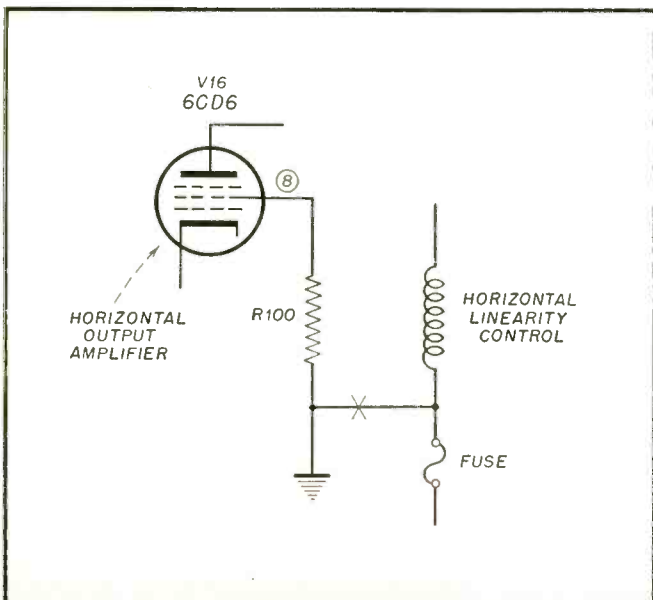 V16
6CD6
8
HORIZONTAL
OUTPUT
AMPLIFIER
R100
HORIZONTAL
LINEARITY
CONTROL
FUSE